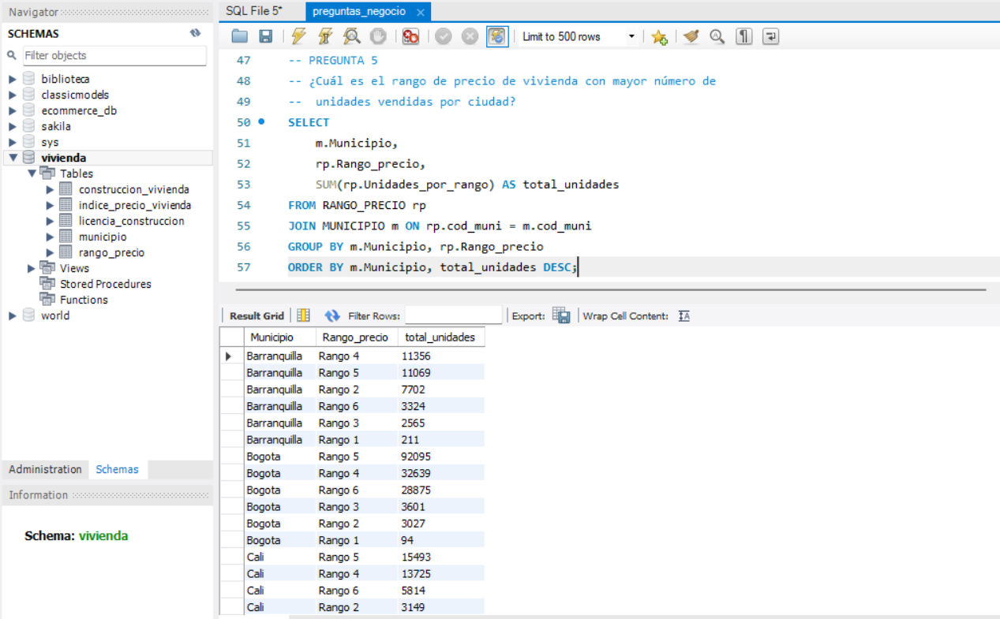 Navigator
SCHEMAS
Filter objects
biblioteca
classicmodels
ecommerce_db
sakila
sys
vivienda
Tables
construccion_vivienda
indice_precio_vivienda
licencia_construccion
municipio
rango_precio
Views
Stored Procedures
Functions
world
Administration Schemas
Information
Schema: vivienda
SQL File 5* preguntas_negocio
Limit to 500 rows
47 -- PREGUNTA 5
48 -- ¿Cuál es el rango de precio de vivienda con mayor número de
49 -- unidades vendidas por ciudad?
50 SELECT
51 m.Municipio,
52 rp.Rango_precio,
53 SUM(rp.Unidades_por_rango) AS total_unidades
54 FROM RANGO_PRECIO rp
55 JOIN MUNICIPIO m ON rp.cod_muni = m.cod_muni
56 GROUP BY m.Municipio, rp.Rango_precio
57 ORDER BY m.Municipio, total_unidades DESC;
Result Grid Filter Rows: Export: Wrap Cell Content:
Municipio Rango_precio total_unidades
Barranquilla Rango 4 11356
Barranquilla Rango 5 11069
Barranquilla Rango 2 7702
Barranquilla Rango 6 3324
Barranquilla Rango 3 2565
Barranquilla Rango 1 211
Bogota Rango 5 92095
Bogota Rango 4 32639
Bogota Rango 6 28875
Bogota Rango 3 3601
Bogota Rango 2 3027
Bogota Rango 1 94
Cali Rango 5 15493
Cali Rango 4 13725
Cali Rango 6 5814
Cali Rango 2 3149